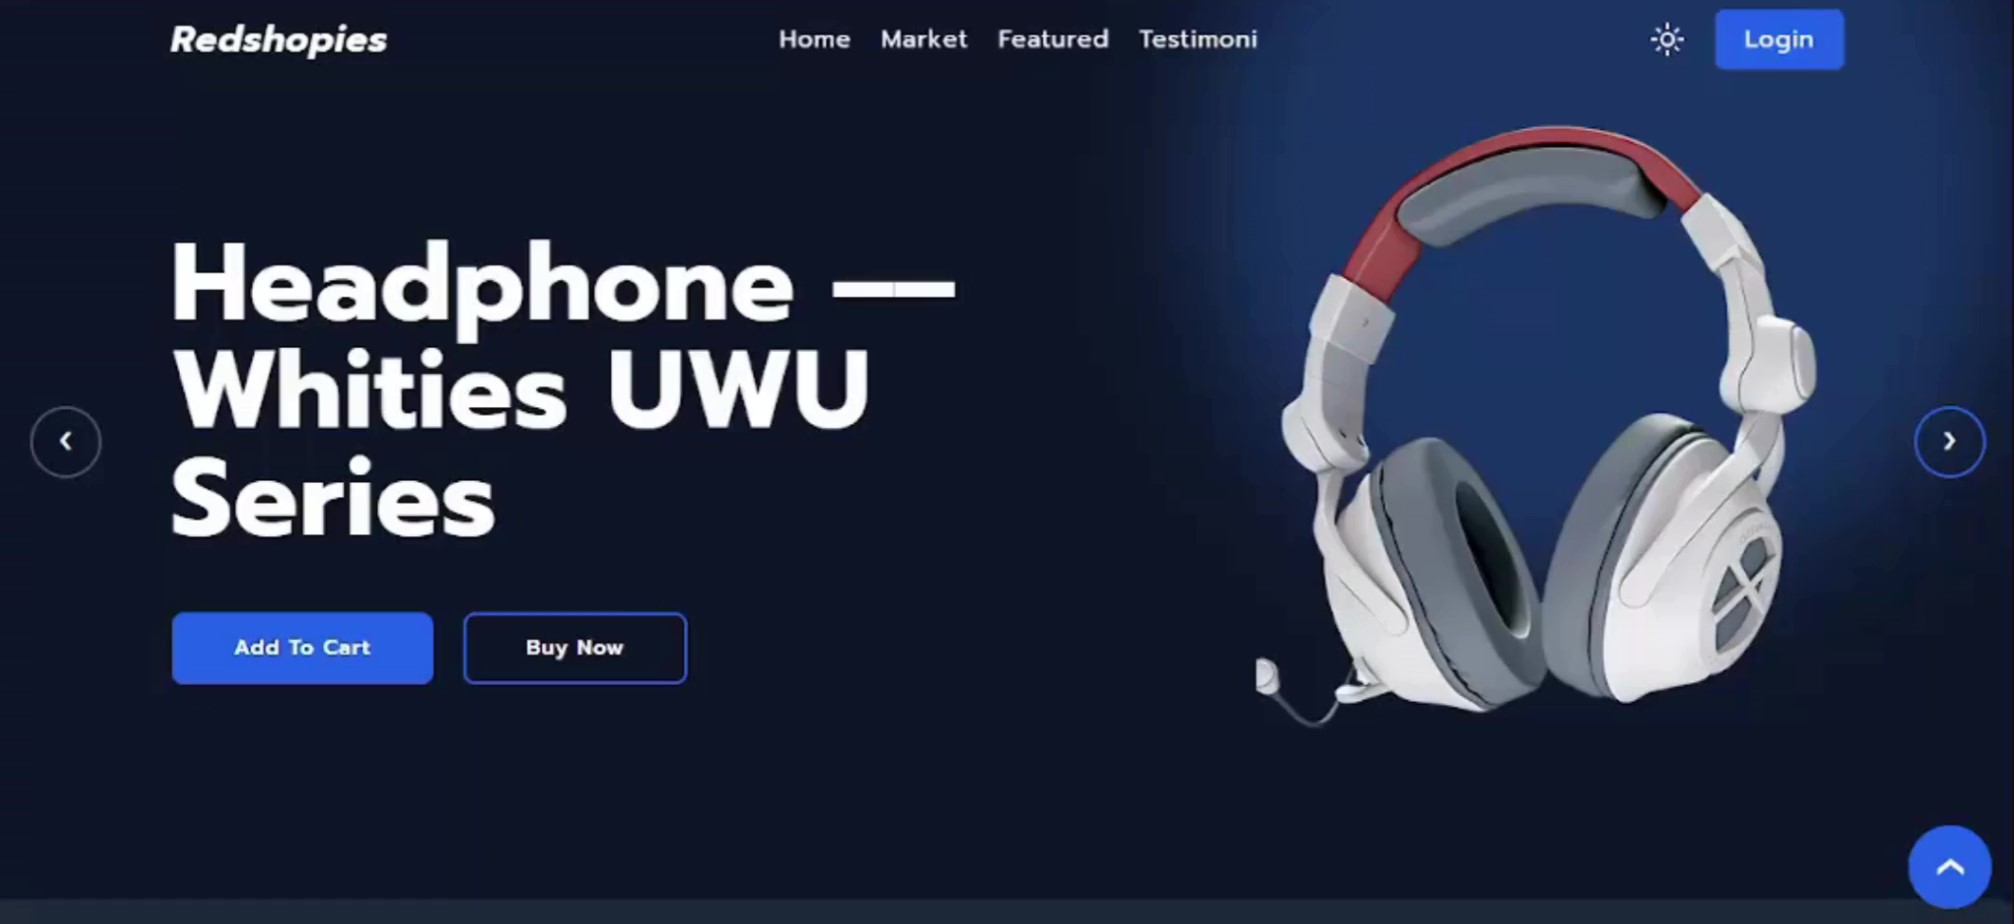 Redshopies
Home Market Featured Testimoni
Login
Headphone ——
Whities UWU
Series
Add To Cart
Buy Now